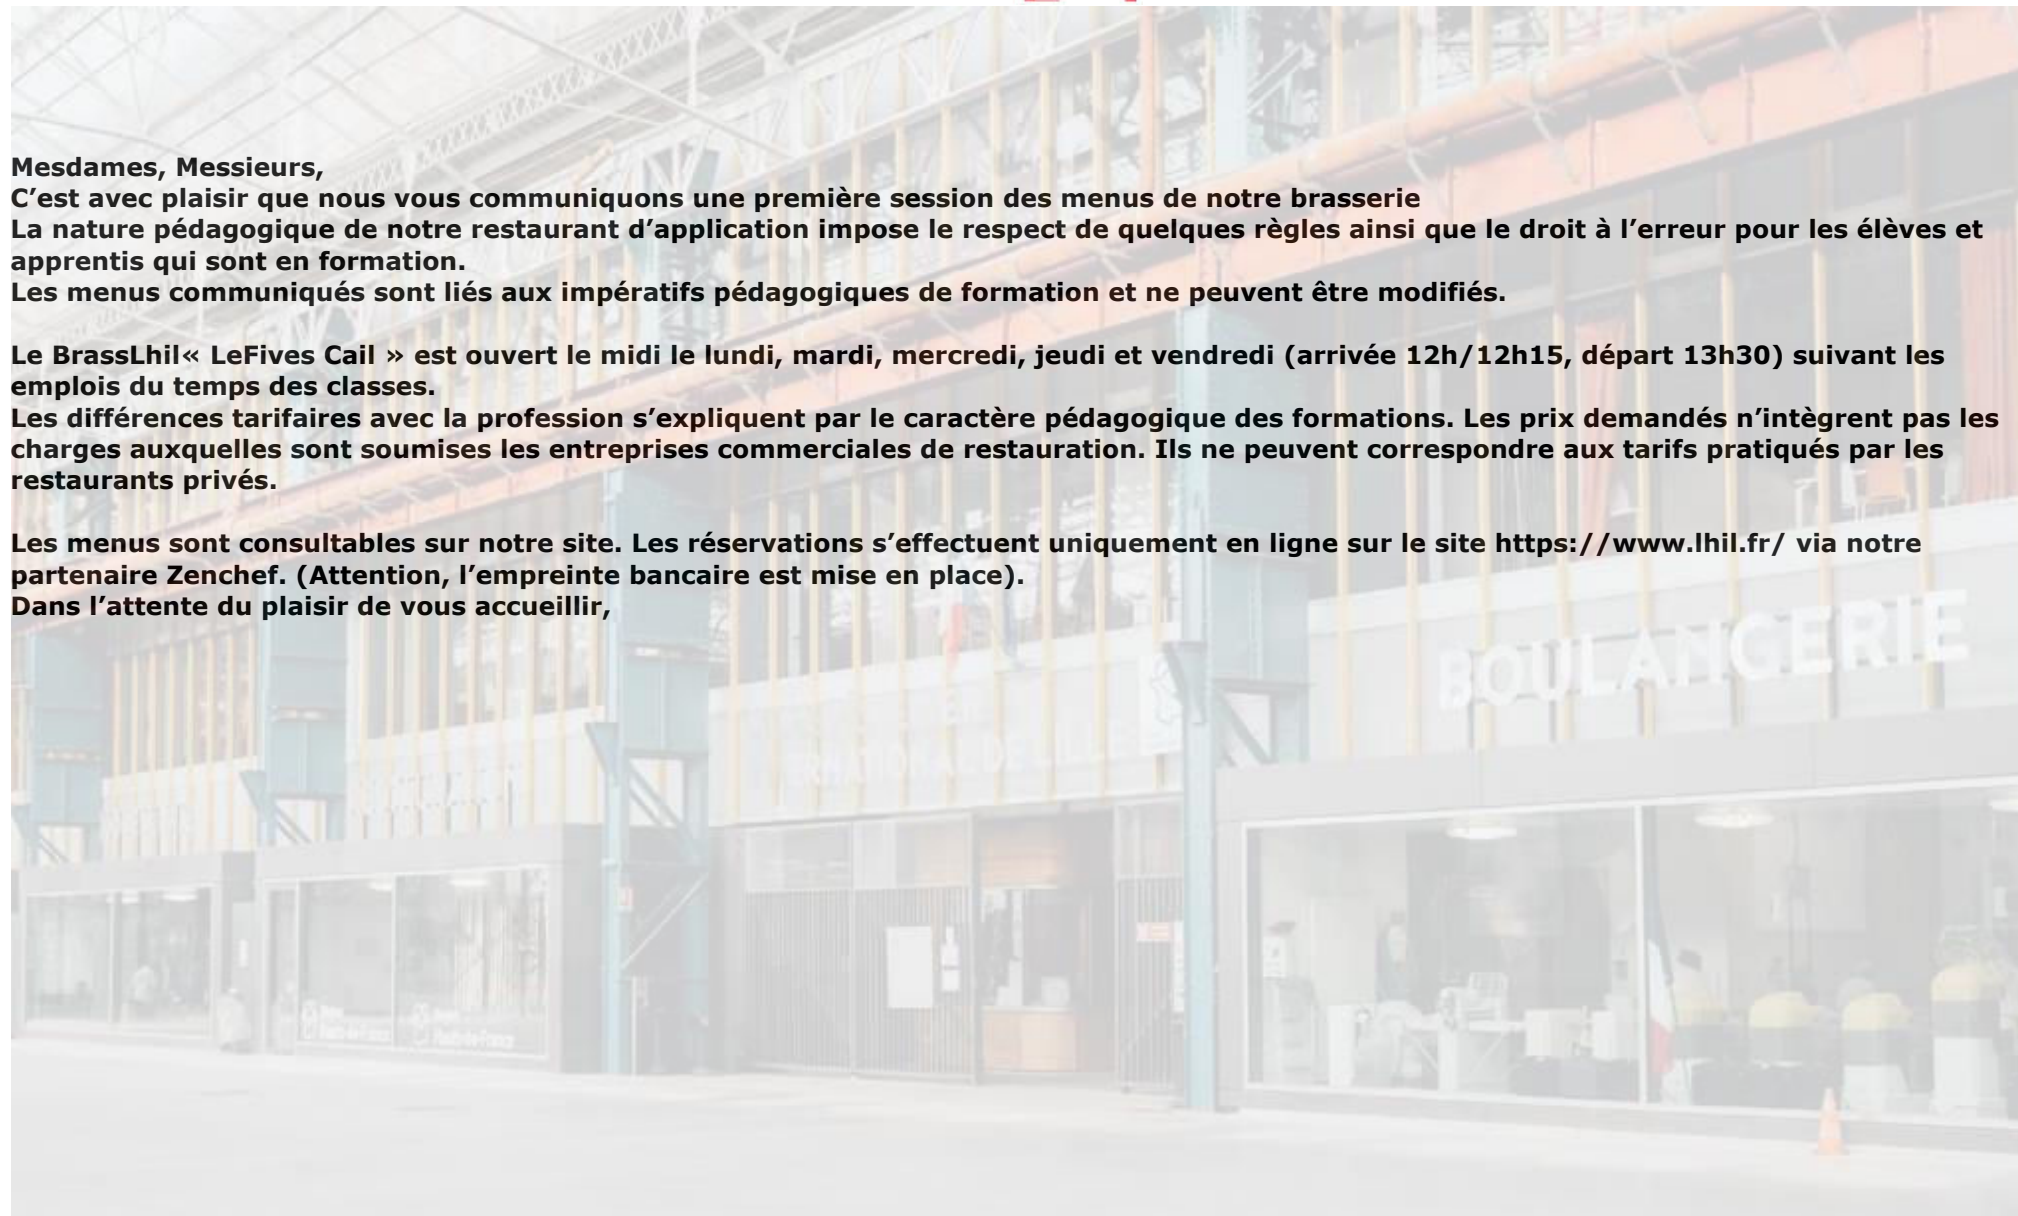 Mesdames, Messieurs,
C’est avec plaisir que nous vous communiquons une première session des menus de notre brasserie
La nature pédagogique de notre restaurant d’application impose le respect de quelques règles ainsi que le droit à l’erreur pour les élèves et
apprentis qui sont en formation.
Les menus communiqués sont liés aux impératifs pédagogiques de formation et ne peuvent être modifiés.
Le BrassLhil« LeFives Cail » est ouvert le midi le lundi, mardi, mercredi, jeudi et vendredi (arrivée 12h/12h15, départ 13h30) suivant les
emplois du temps des classes.
Les différences tarifaires avec la profession s’expliquent par le caractère pédagogique des formations. Les prix demandés n’intègrent pas les
charges auxquelles sont soumises les entreprises commerciales de restauration. Ils ne peuvent correspondre aux tarifs pratiqués par les
restaurants privés.
Les menus sont consultables sur notre site. Les réservations s’effectuent uniquement en ligne sur le site https://www.lhil.fr/ via notre
partenaire Zenchef. (Attention, l’empreinte bancaire est mise en place).
Dans l’attente du plaisir de vous accueillir,
BOULANGERIE